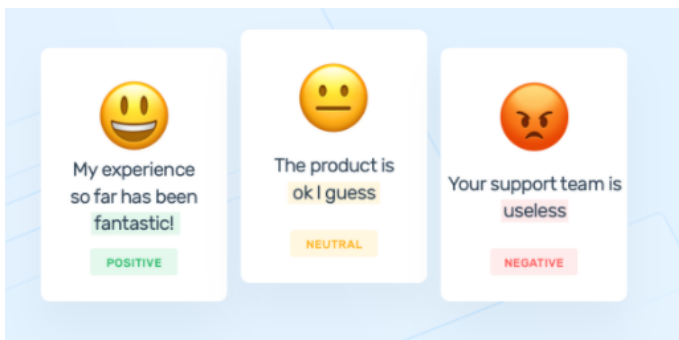 My experience
so far has been
fantastic!
POSITIVE
The product is
ok I guess
NEUTRAL
Your support team is
useless
NEGATIVE